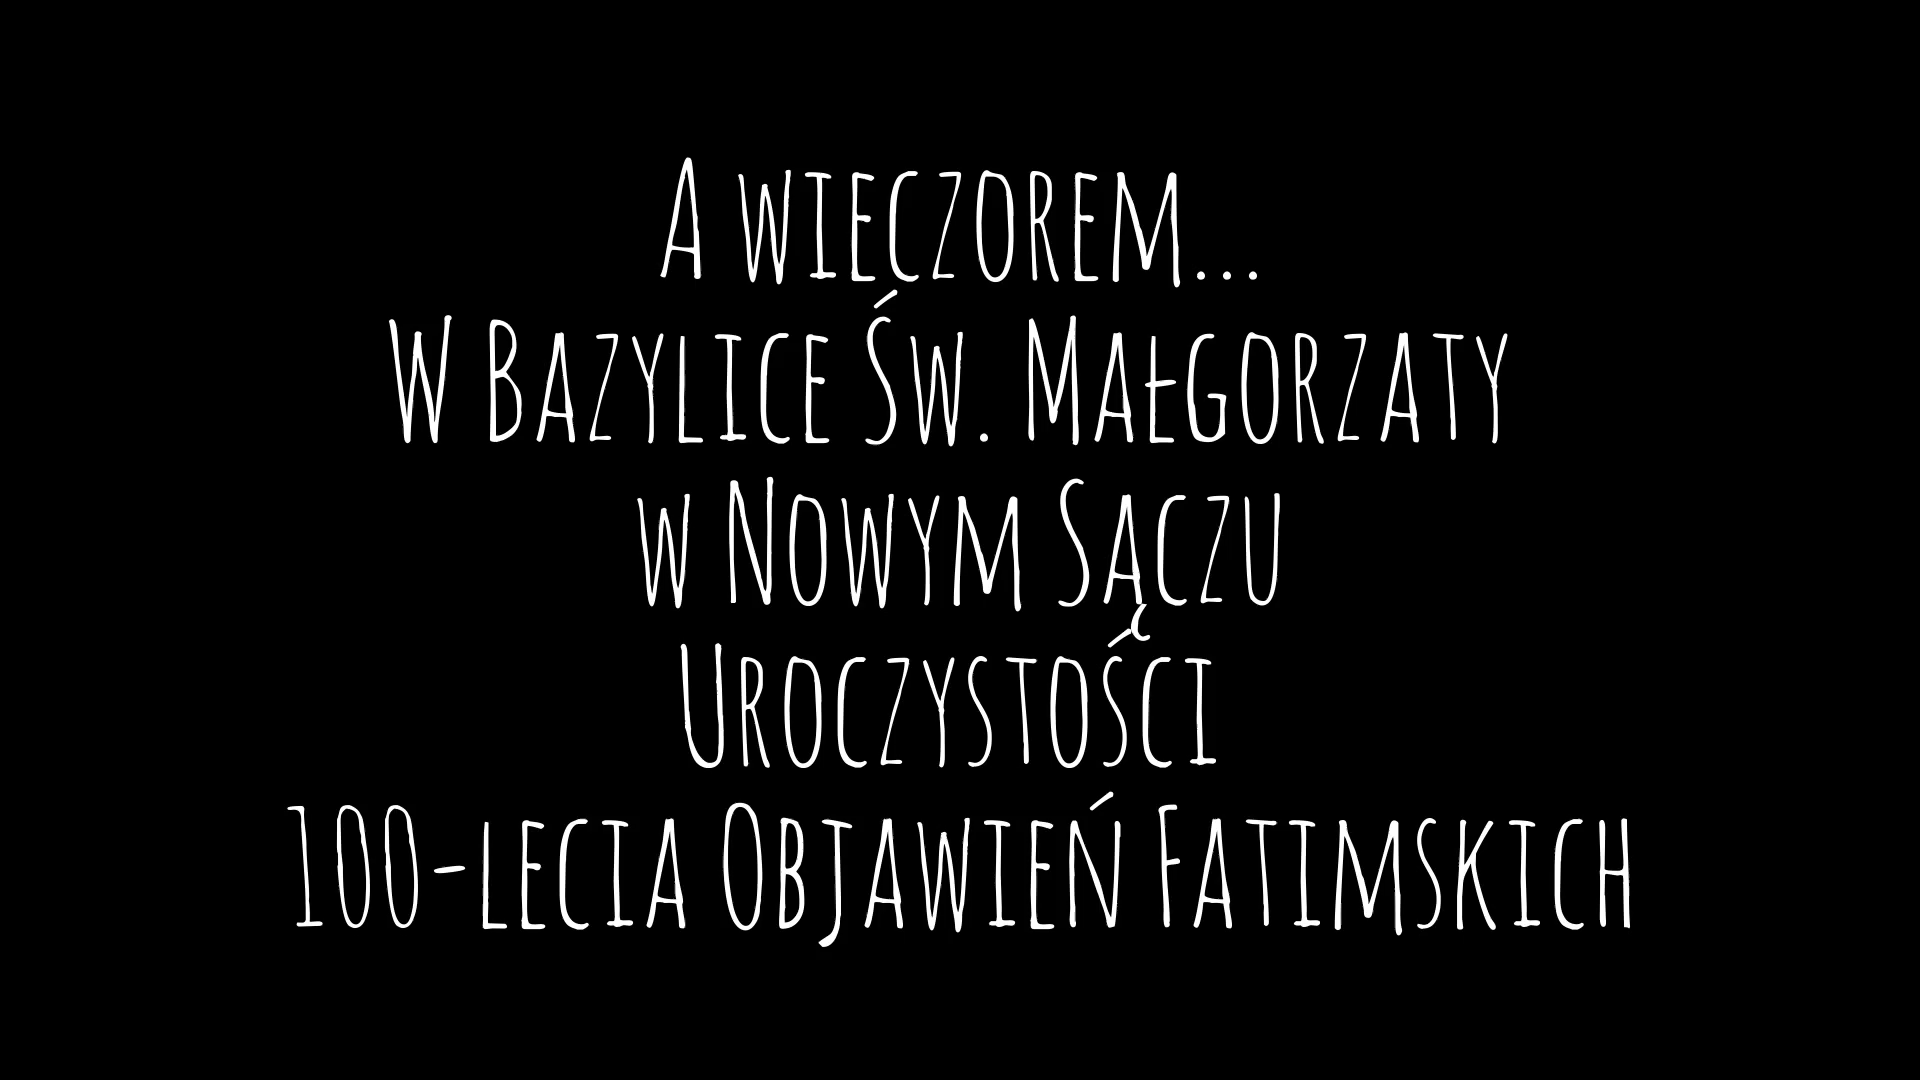 A wieczorem...
W Bazylice Św. Małgorzaty
w Nowym Sączu
Uroczystości
100-lecia Objawień Fatimskich